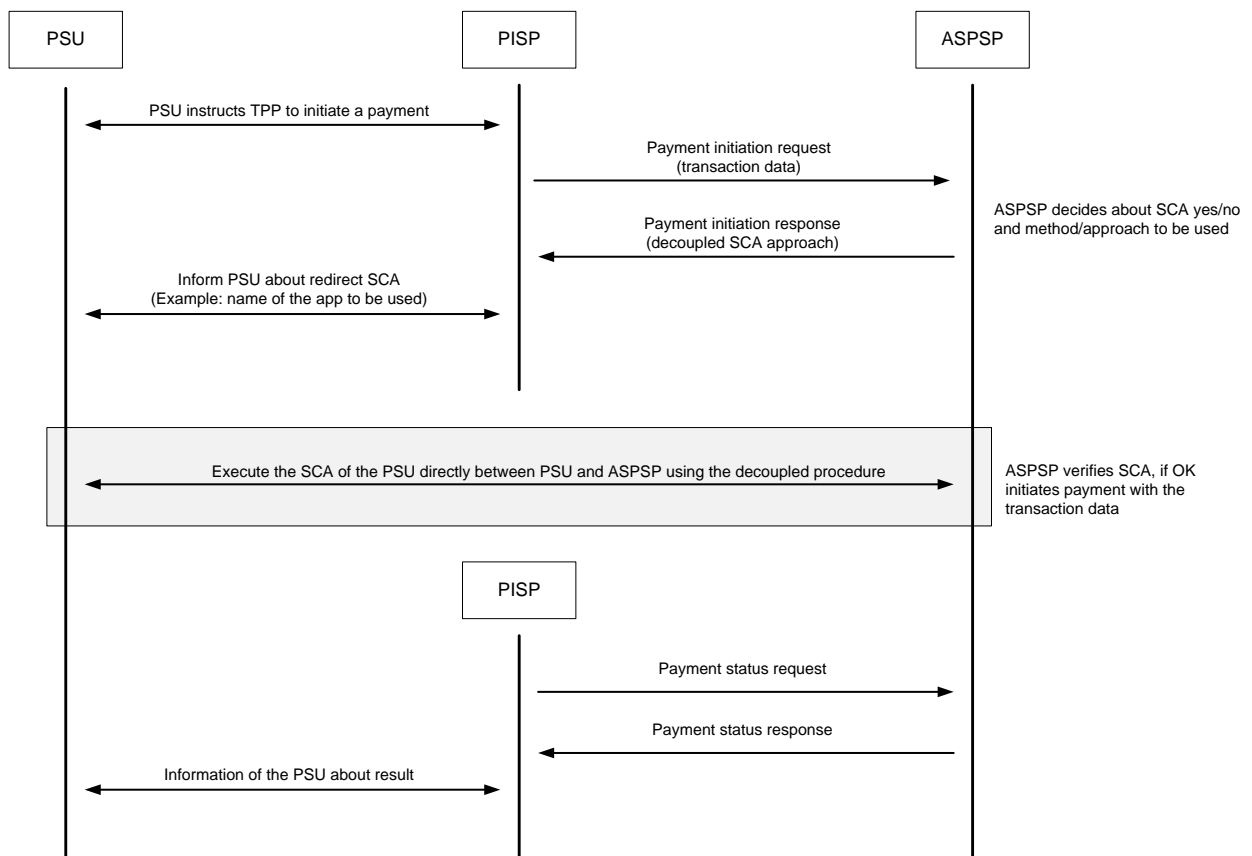 PSU
PISP
ASPSP
PSU instructs TPP to initiate a payment
Payment initiation request
(transaction data)
ASPSP decides about SCA yes/no
and method/approach to be used
Payment initiation response
(decoupled SCA approach)
Inform PSU about redirect SCA
(Example: name of the app to be used)
Execute the SCA of the PSU directly between PSU and ASPSP using the decoupled procedure
ASPSP verifies SCA, if OK
initiates payment with the
transaction data
PISP
Payment status request
Payment status response
Information of the PSU about result